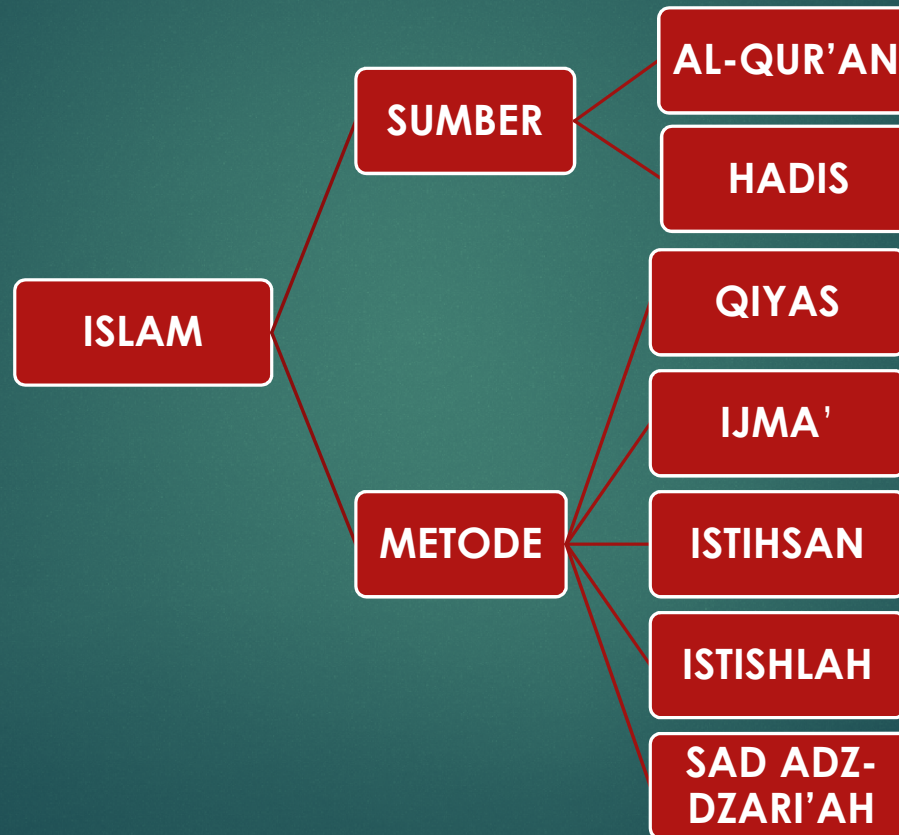 ISLAM
SUMBER
AL-QUR’AN
HADIS
METODE
QIYAS
IJMA’
ISTIHSAN
ISTISHLAH
SAD ADZ-
DZARI’AH